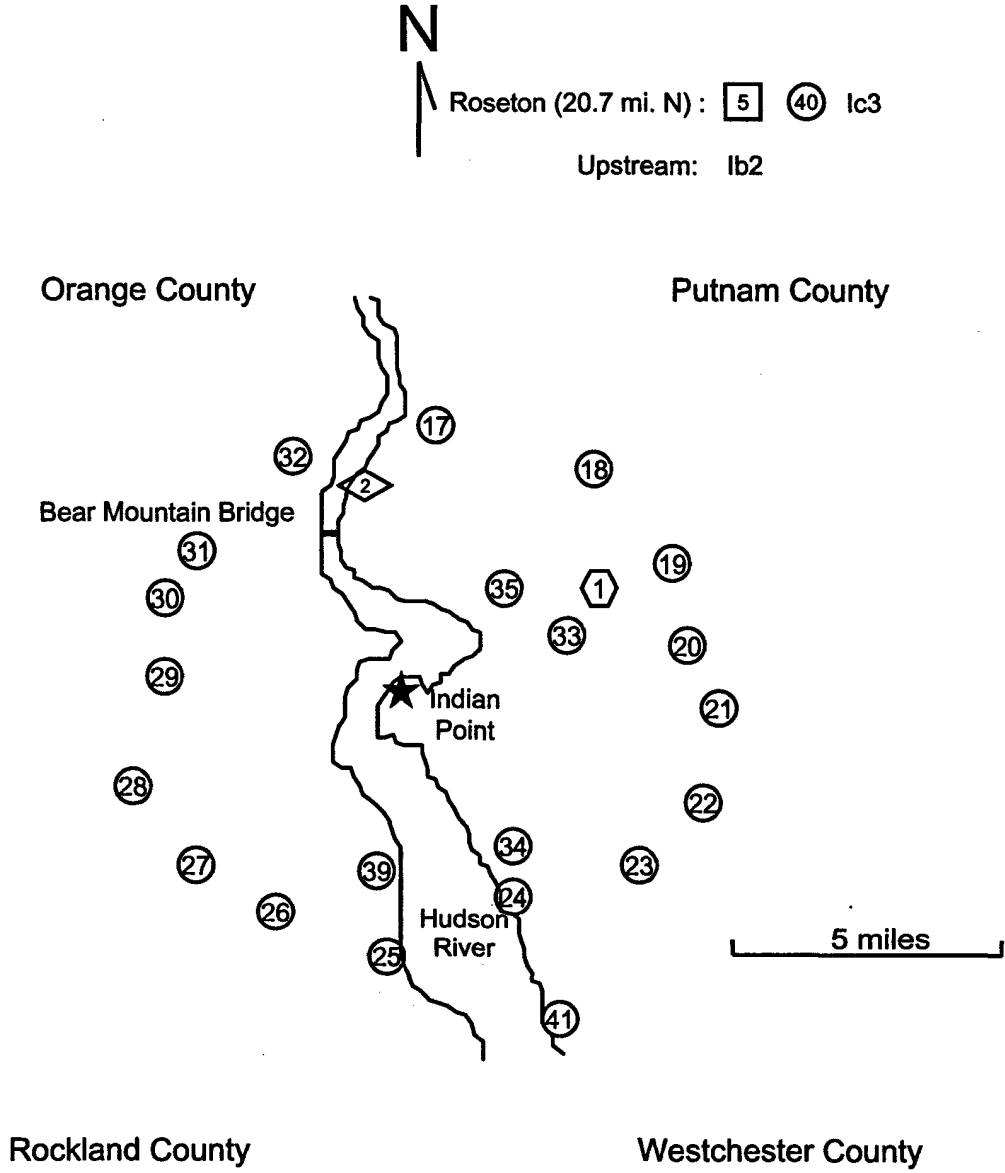 N
Roseton (20.7 mi. N) : 5 40 Ic3
Upstream: Ib2
Orange County
Putnam County
17
32
18
2
Bear Mountain Bridge
31
19
30
35
1
33
20
29
Indian
Point
21
28
22
34
27
39
23
24
26
Hudson
River
5 miles
25
41
Rockland County
Westchester County